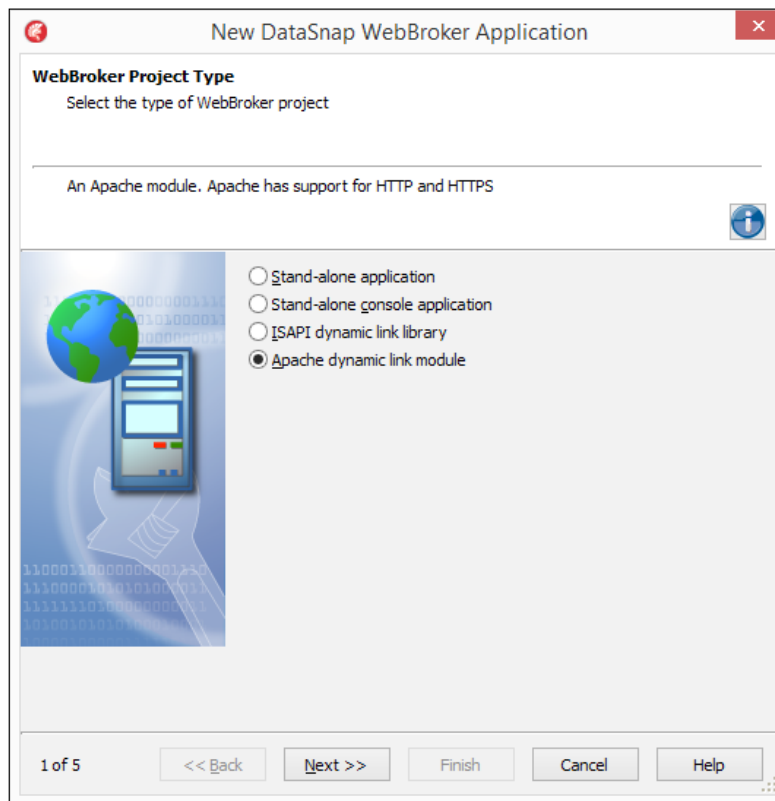 New DataSnap WebBroker Application
WebBroker Project Type
Select the type of WebBroker project
An Apache module. Apache has support for HTTP and HTTPS
Stand-alone application
Stand-alone console application
ISAPI dynamic link library
Apache dynamic link module
1 of 5
<< Back
Next >>
Finish
Cancel
Help